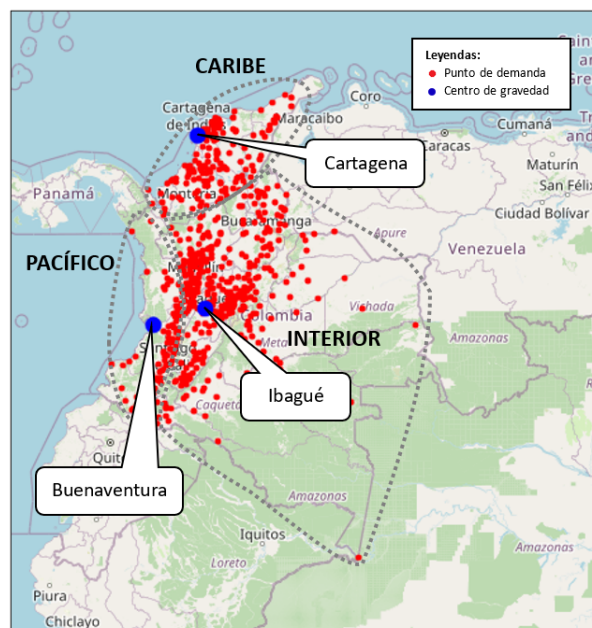 Leyendas:
Punto de demanda
Centro de gravedad
CARIBE
Coro
Cartagena
de Indias
Maracaibo
Caracas
Cumaná
Maturín
San Félix
Ciudad Bolívar
Cartagena
Panamá
Montería
Bucaramanga
Apure
Venezuela
PACÍFICO
Medellín
Colombia
Vichada
INTERIOR
Meta
Amazonas
Santiago
Ibagué
Caquetá
Quito
Buenaventura
Amazonas
Iquitos
Loreto
Amazonas
Piura
Chiclayo